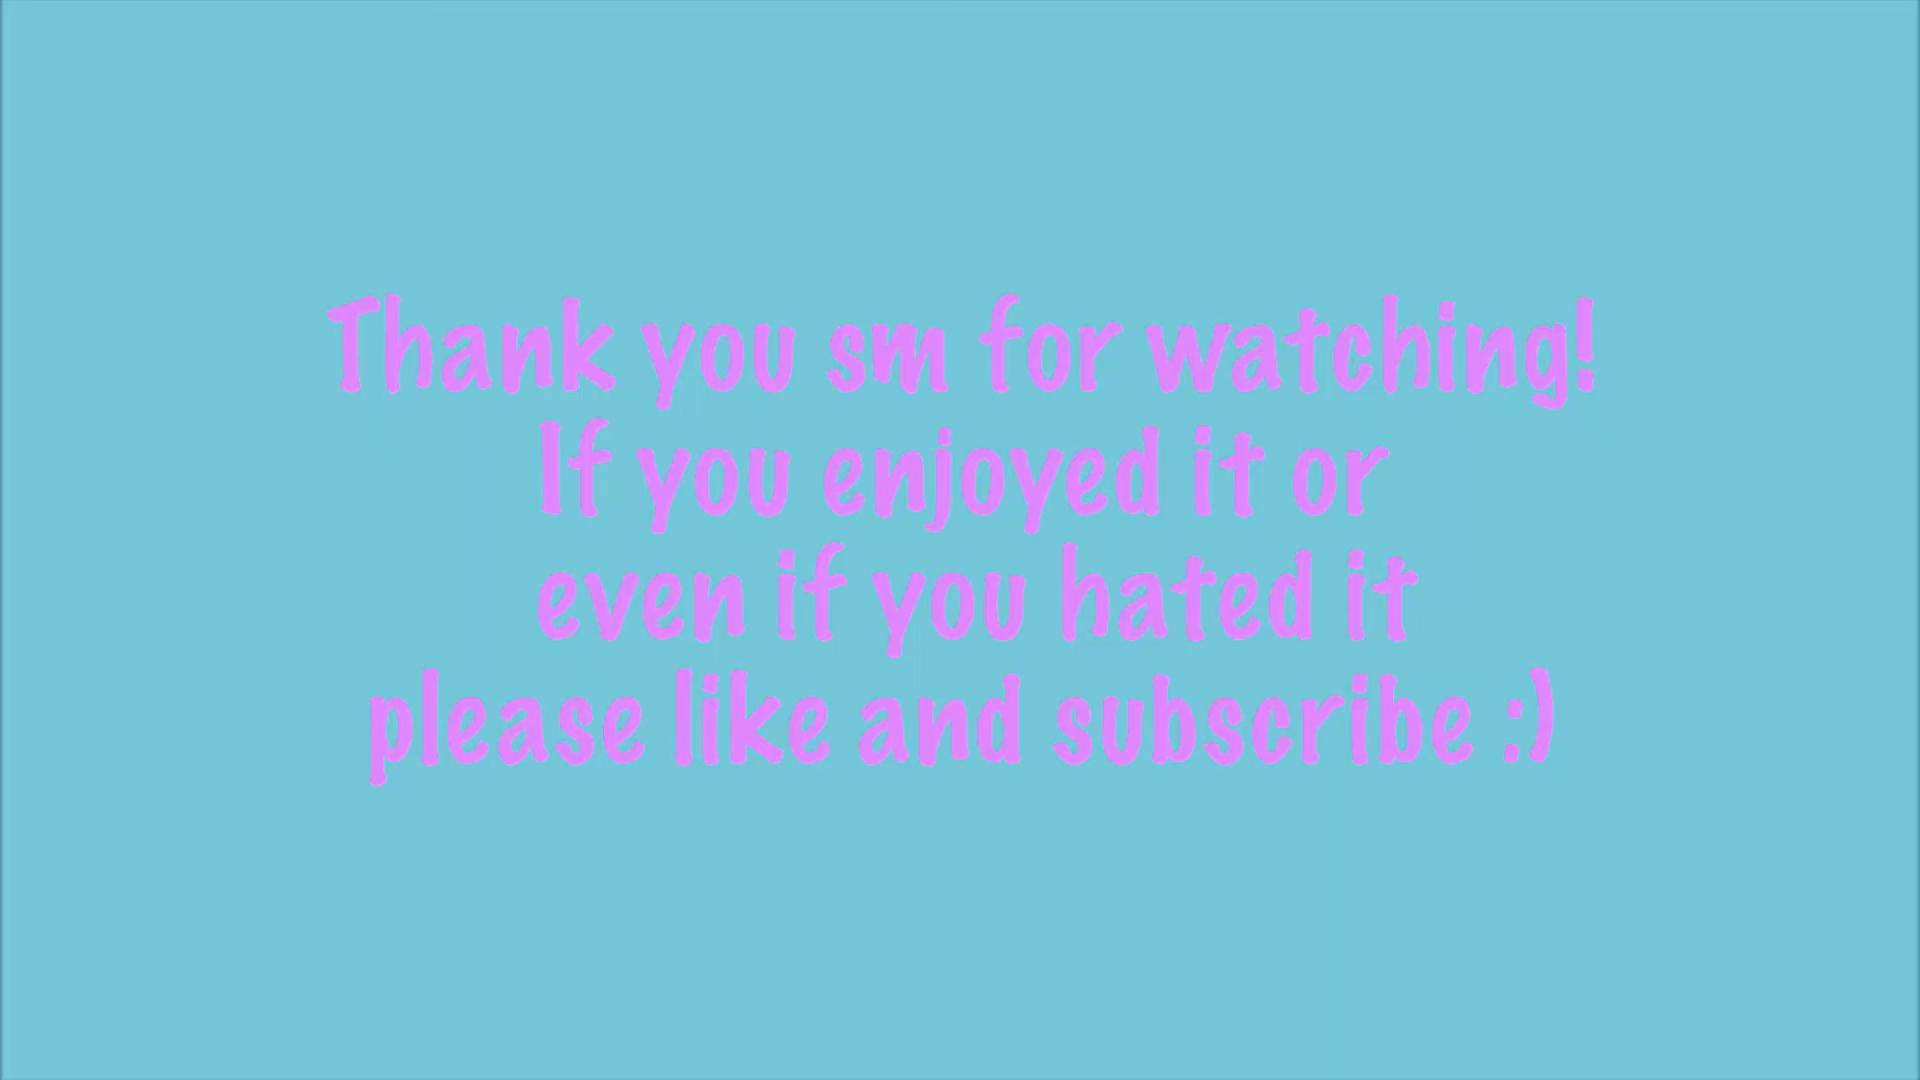 Thank you sm for watching!
If you enjoyed it or
even if you hated it
please like and subscribe :)